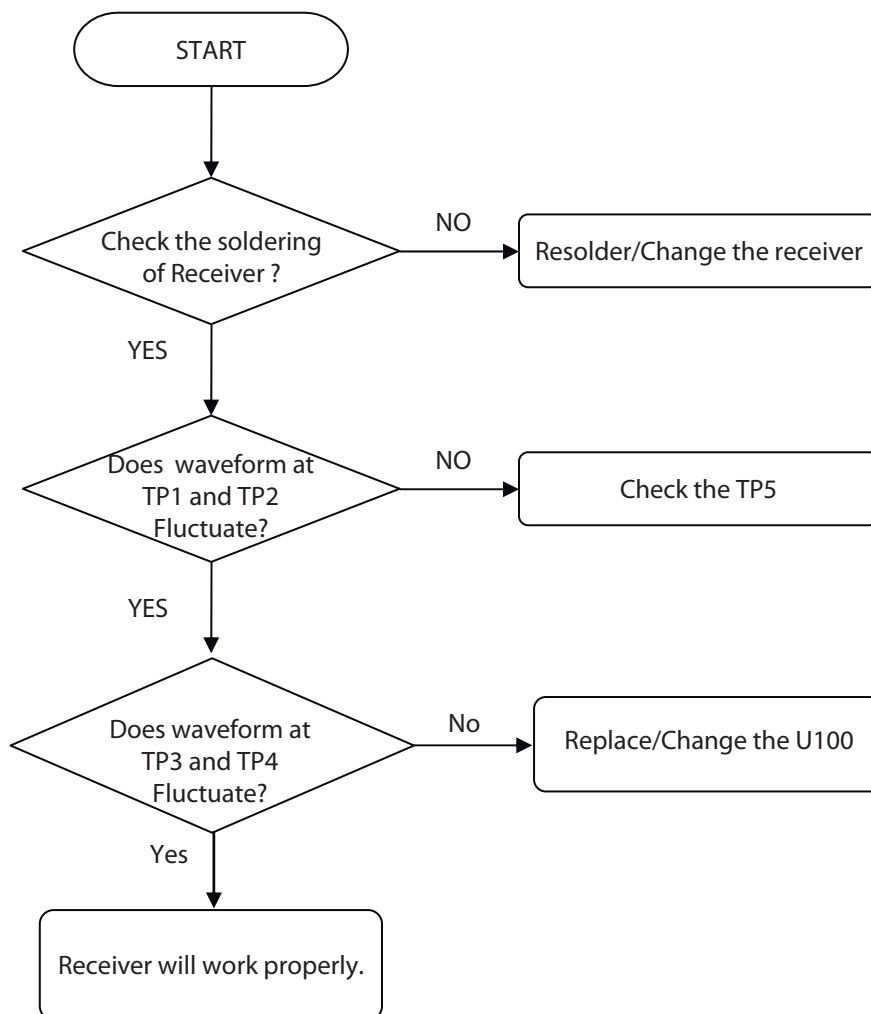 START
Check the soldering
of Receiver ?
NO
Resolder/Change the receiver
YES
Does waveform at
TP1 and TP2
Fluctuate?
NO
Check the TP5
YES
Does waveform at
TP3 and TP4
Fluctuate?
No
Replace/Change the U100
Yes
Receiver will work properly.